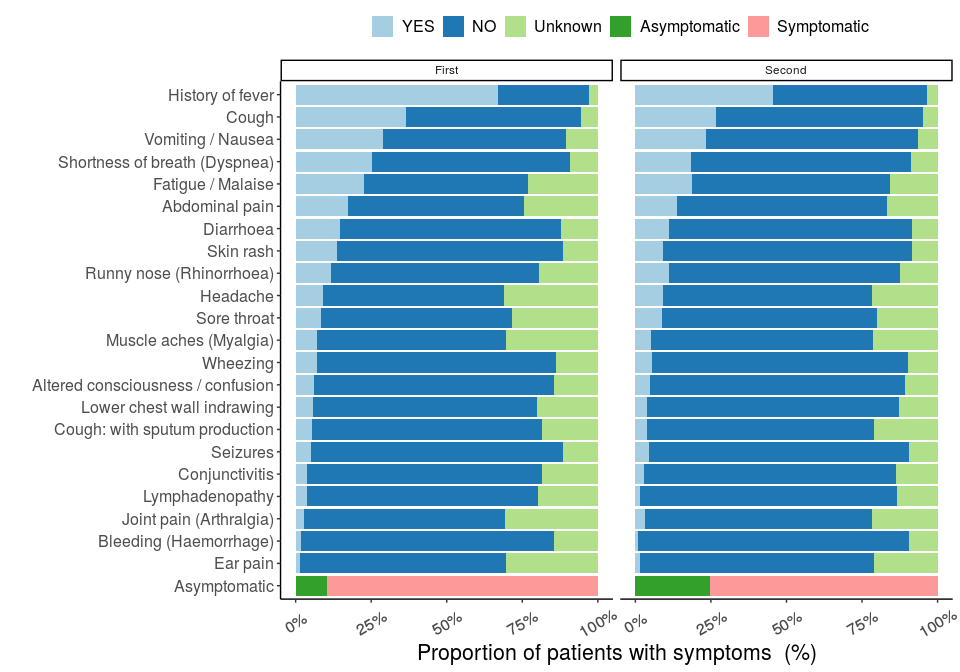 YES NO Unknown Asymptomatic Symptomatic
First Second
History of fever
Cough
Vomiting / Nausea
Shortness of breath (Dyspnea)
Fatigue / Malaise
Abdominal pain
Diarrhoea
Skin rash
Runny nose (Rhinorrhoea)
Headache
Sore throat
Muscle aches (Myalgia)
Wheezing
Altered consciousness / confusion
Lower chest wall indrawing
Cough: with sputum production
Seizures
Conjunctivitis
Lymphadenopathy
Joint pain (Arthralgia)
Bleeding (Haemorrhage)
Ear pain
Asymptomatic
0% 25% 50% 75% 100% 0% 25% 50% 75% 100%
Proportion of patients with symptoms (%)